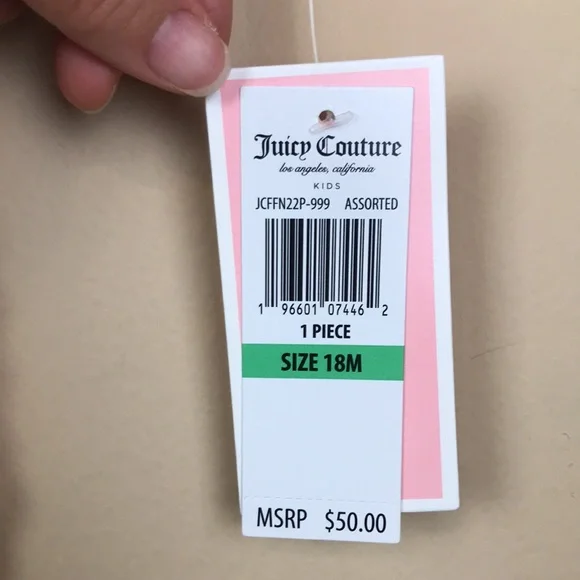 Juicy Couture
los angeles, california
KIDS
JCFFN22P-999 ASSORTED
1 96601 07446 2
1 PIECE
SIZE 18M
MSRP $50.00